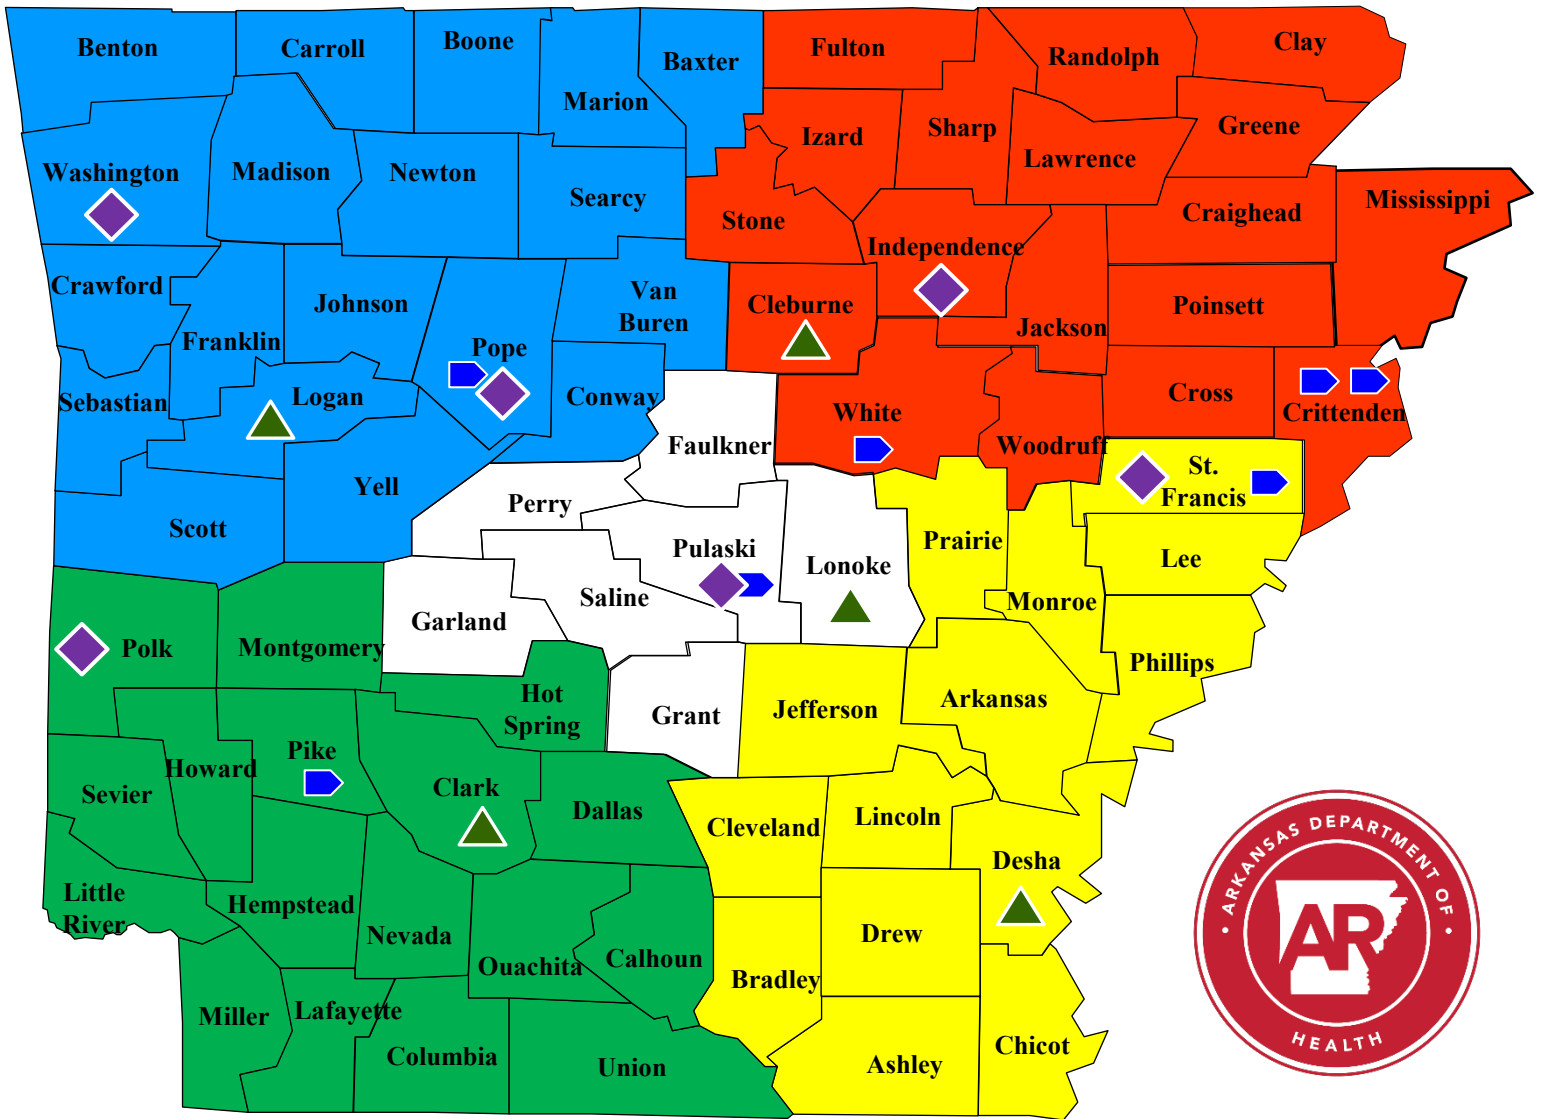 Benton
Carroll
Boone
Baxter
Fulton
Randolph
Clay
Marion
Izard
Sharp
Lawrence
Greene
Washington
Madison
Newton
Searcy
Stone
Independence
Craighead
Mississippi
Crawford
Johnson
Van
Buren
Cleburne
Jackson
Poinsett
Franklin
Pope
Sebastian
Logan
Conway
White
Woodruff
Cross
Crittenden
Faulkner
St.
Francis
Yell
Scott
Perry
Pulaski
Lonoke
Prairie
Lee
Saline
Garland
Monroe
Polk
Montgomery
Hot
Spring
Grant
Jefferson
Arkansas
Phillips
Pike
Howard
Sevier
Clark
Dallas
Cleveland
Lincoln
Desha
Little
River
Hempstead
Nevada
Ouachita
Calhoun
Bradley
Drew
Miller
Lafayette
Columbia
Union
Ashley
Chicot
• ARKANSAS DEPARTMENT OF •
AR
HEALTH